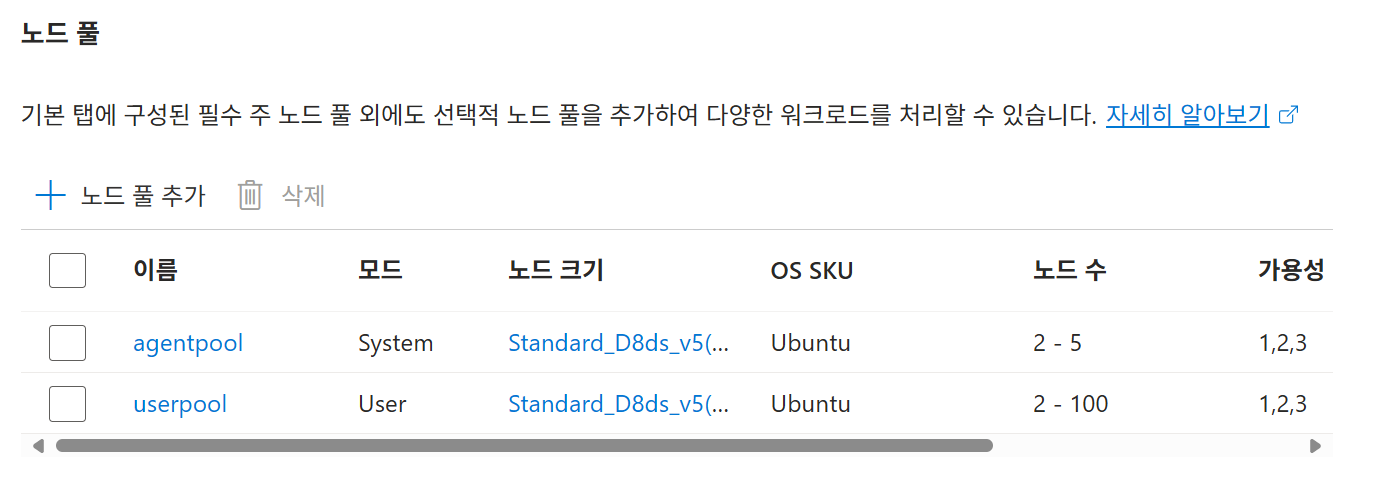 노드 풀
기본 탭에 구성된 필수 주 노드 풀 외에도 선택적 노드 풀을 추가하여 다양한 워크로드를 처리할 수 있습니다. 자세히 알아보기
노드 풀 추가 삭제
이름 모드 노드 크기 OS SKU 노드 수 가용성
agentpool System Standard_D8ds_v5(... Ubuntu 2 - 5 1,2,3
userpool User Standard_D8ds_v5(... Ubuntu 2 - 100 1,2,3